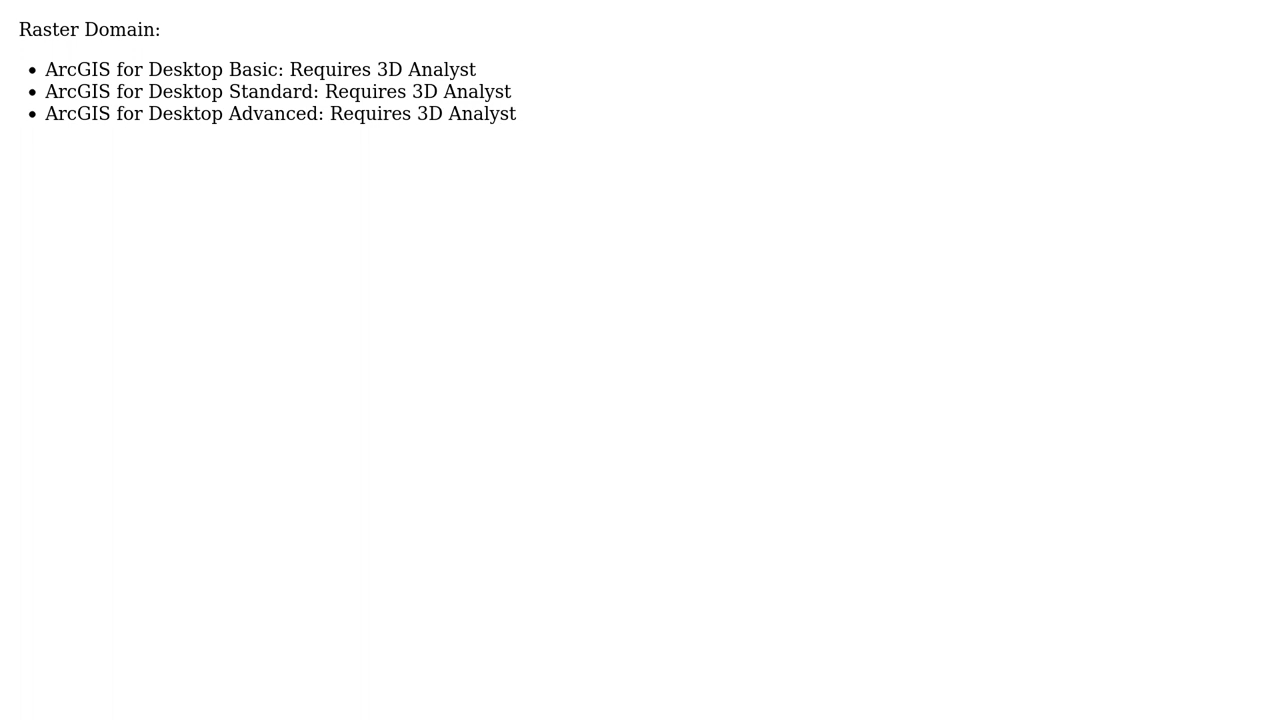 Raster Domain:
• ArcGIS for Desktop Basic: Requires 3D Analyst
• ArcGIS for Desktop Standard: Requires 3D Analyst
• ArcGIS for Desktop Advanced: Requires 3D Analyst